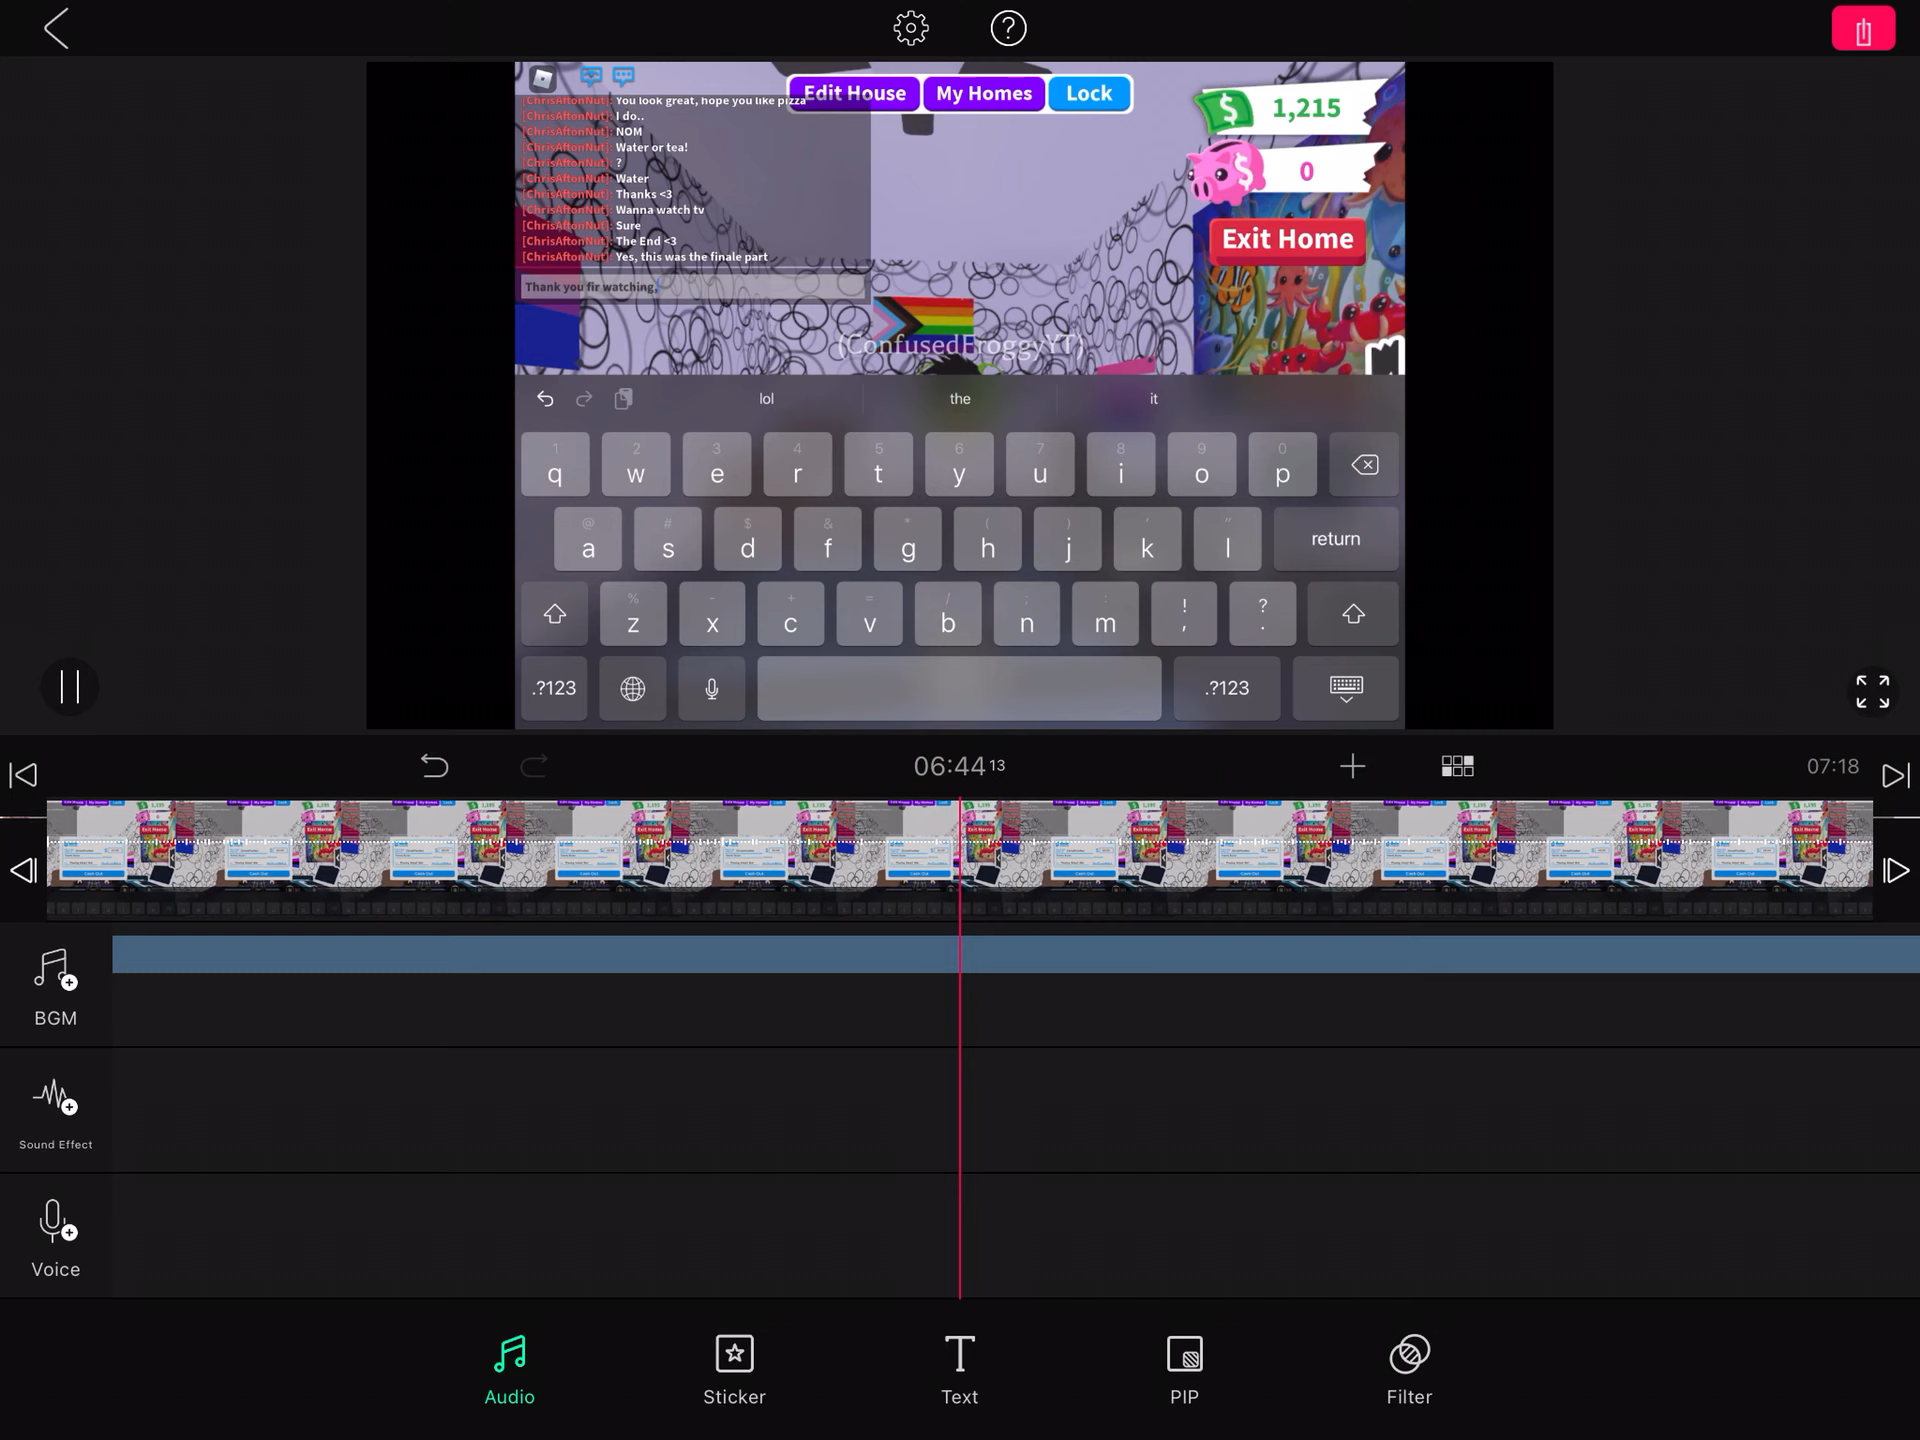 Edit House My Homes Lock
1,215
0
Exit Home
[ChrisAftonNut]: You look great, hope you like pizza
[ChrisAftonNut]: I do..
[ChrisAftonNut]: NOM
[ChrisAftonNut]: Water or tea!
[ChrisAftonNut]: ?
[ChrisAftonNut]: Water
[ChrisAftonNut]: Thanks <3
[ChrisAftonNut]: Wanna watch tv
[ChrisAftonNut]: Sure
[ChrisAftonNut]: The End <3
[ChrisAftonNut]: Yes, this was the finale part
Thank you fir watching,
(ConfusedFroggyYT)
lol the it
1 2 3 4 5 6 7 8 9 0
q w e r t y u i o p
@ # $ & * ( ) ' "
a s d f g h j k l return
% - + = / ; : ! ?
z x c v b n m , .
.?123 .?123
06:44 13 07:18
BGM
Sound Effect
Voice
Audio Sticker Text PIP Filter